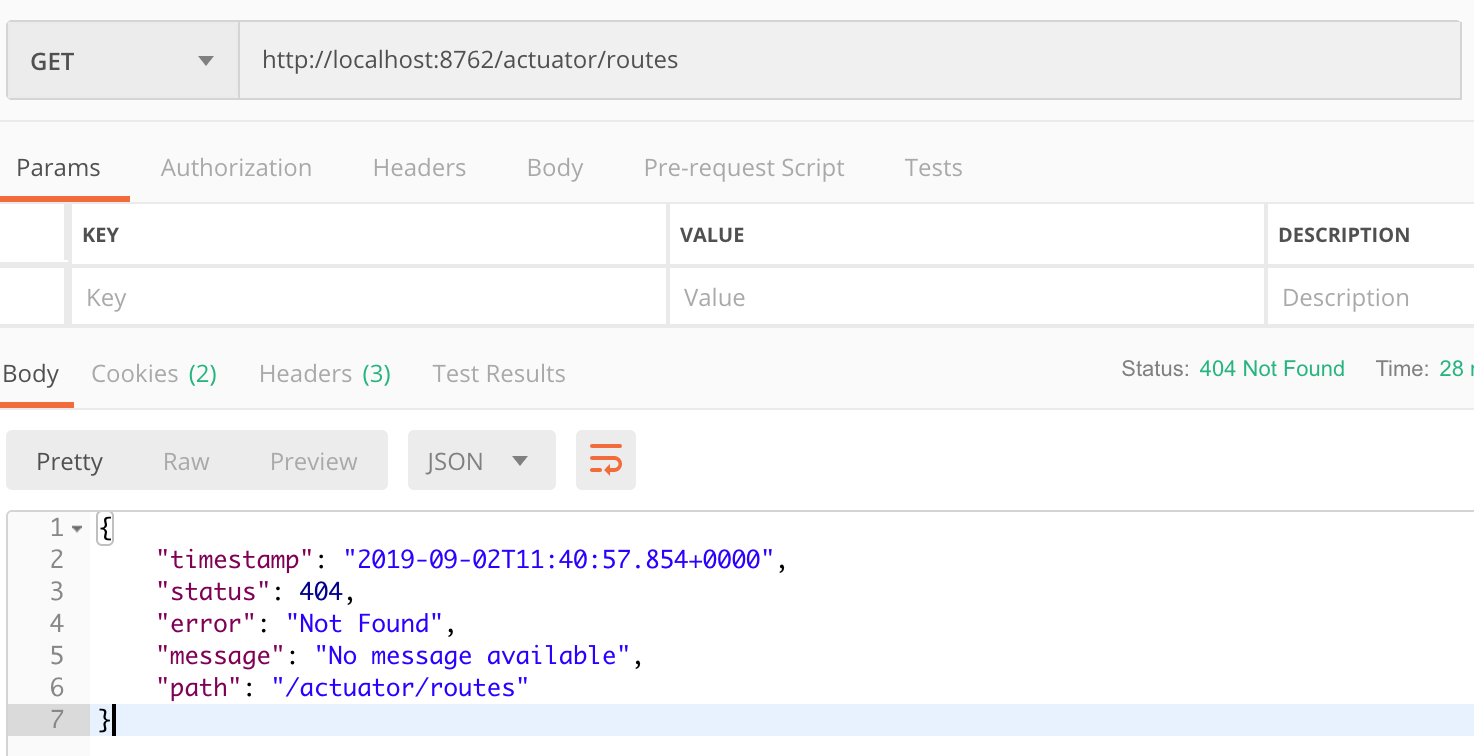 GET http://localhost:8762/actuator/routes
Params Authorization Headers Body Pre-request Script Tests
KEY VALUE DESCRIPTION
Key Value Description
Body Cookies (2) Headers (3) Test Results Status: 404 Not Found Time: 28
Pretty Raw Preview JSON
1 {
2 "timestamp": "2019-09-02T11:40:57.854+0000",
3 "status": 404,
4 "error": "Not Found",
5 "message": "No message available",
6 "path": "/actuator/routes"
7 }